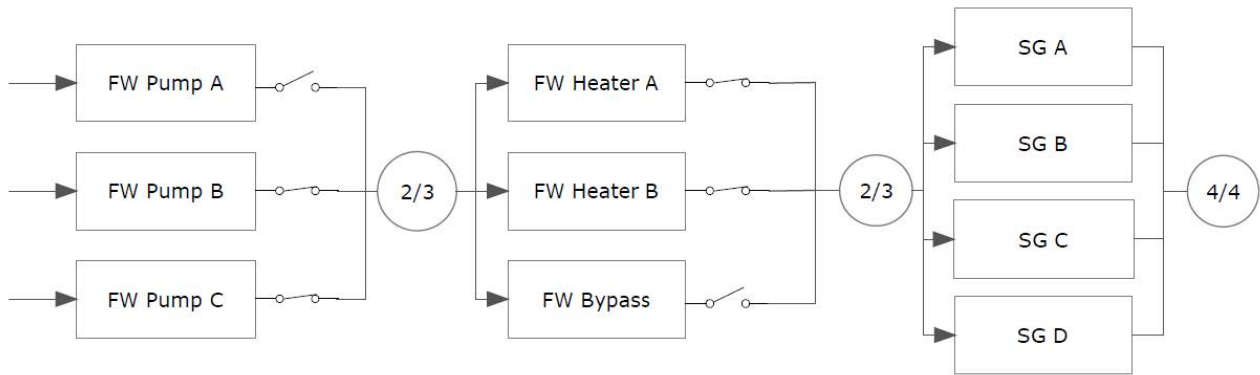 FW Pump A
FW Pump B
FW Pump C
2/3
FW Heater A
FW Heater B
FW Bypass
2/3
SG A
SG B
SG C
SG D
4/4